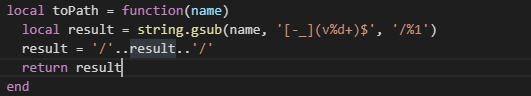 local toPath = function(name)
local result = string.gsub(name, '[-_](v%d+)$', '/%1')
result = '/'..result..'/'
return result
end